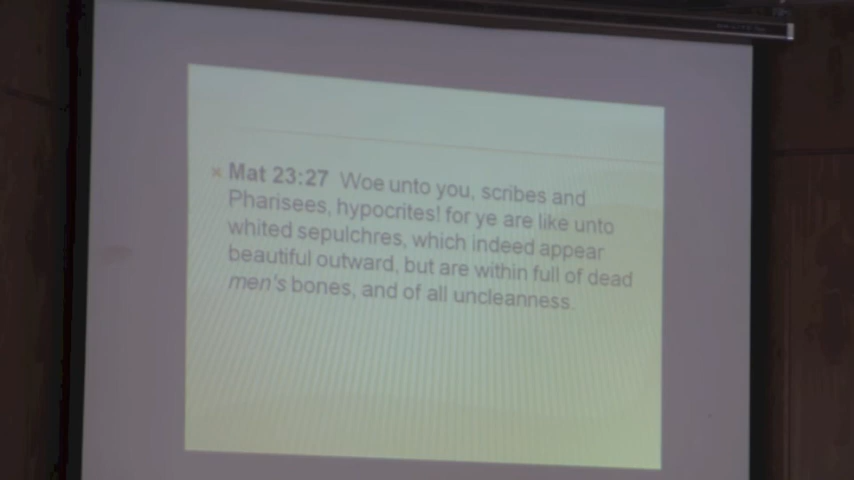 Mat 23:27 Woe unto you, scribes and
Pharisees, hypocrites! for ye are like unto
whited sepulchres, which indeed appear
beautiful outward, but are within full of dead
men's bones, and of all uncleanness.